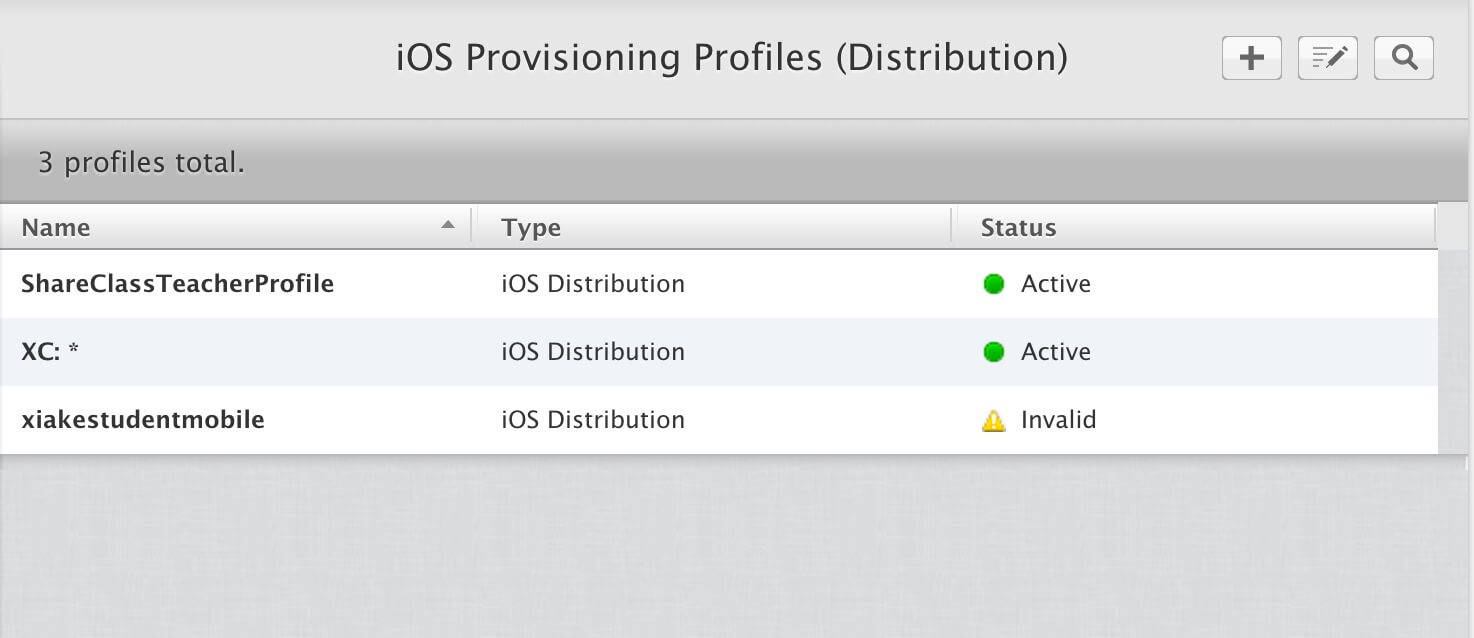 iOS Provisioning Profiles (Distribution)
3 profiles total.
Name Type Status
ShareClassTeacherProfile iOS Distribution Active
XC: * iOS Distribution Active
xiakestudentmobile iOS Distribution Invalid